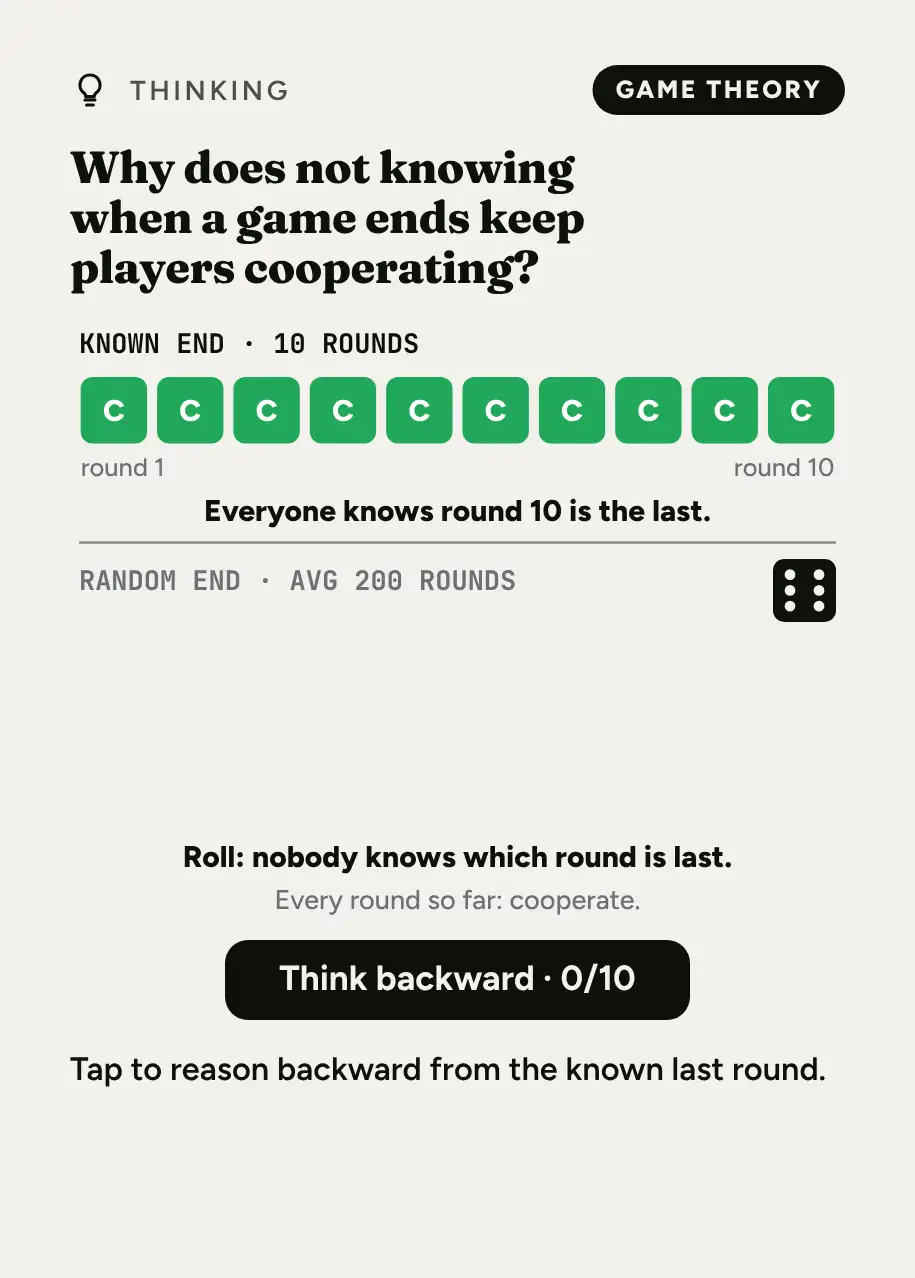 THINKING
GAME THEORY
Why does not knowing
when a game ends keep
players cooperating?
KNOWN END · 10 ROUNDS
C C C C C C C C C C
round 1
round 10
Everyone knows round 10 is the last.
RANDOM END · AVG 200 ROUNDS
Roll: nobody knows which round is last.
Every round so far: cooperate.
Think backward · 0/10
Tap to reason backward from the known last round.